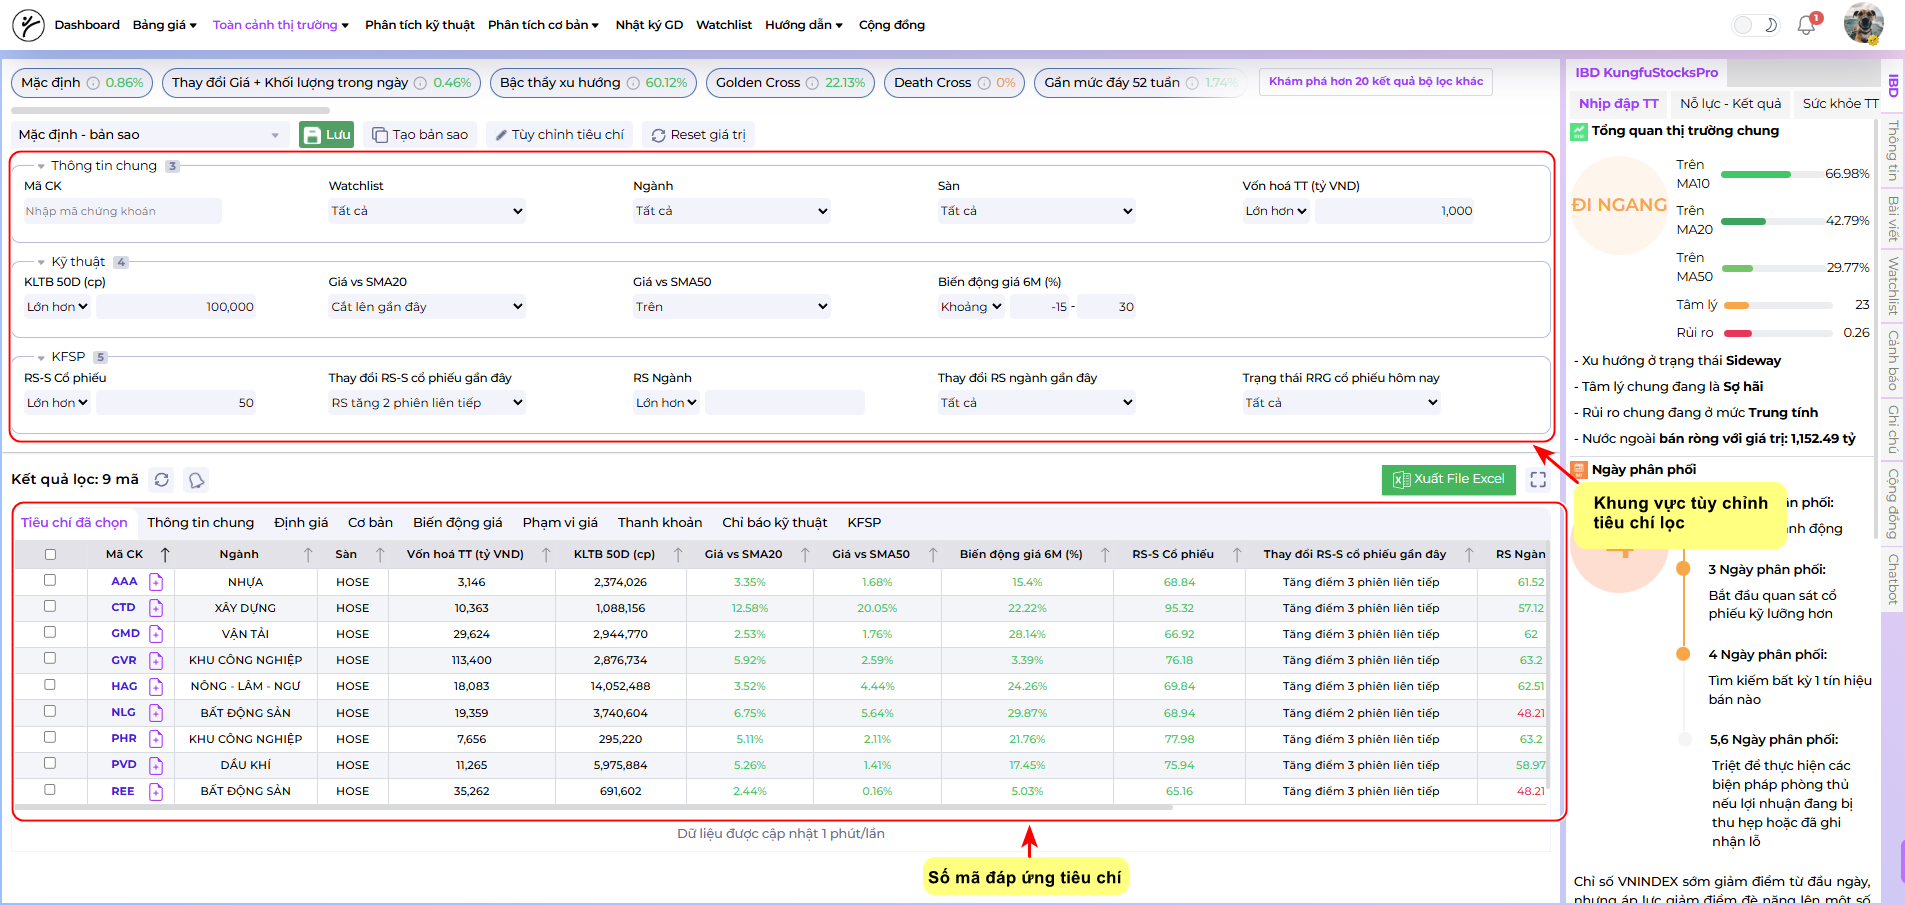 Dashboard Bảng giá Toàn cảnh thị trường Phân tích kỹ thuật Phân tích cơ bản Nhật ký GD Watchlist Hướng dẫn Cộng đồng 1
Mặc định 0.86% Thay đổi Giá + Khối lượng trong ngày 0.46% Bậc thầy xu hướng 60.12% Golden Cross 22.13% Death Cross 0% Gần mức đáy 52 tuần 1.74% Khám phá hơn 20 kết quả bộ lọc khác
Mặc định - bản sao Lưu Tạo bản sao Tùy chỉnh tiêu chí Reset giá trị
Thông tin chung 3
Mã CK Watchlist Ngành Sàn Vốn hoá TT (tỷ VND)
Nhập mã chứng khoán Tất cả Tất cả Tất cả Lớn hơn 1,000
Kỹ thuật 4
KLTB 50D (cp) Giá vs SMA20 Giá vs SMA50 Biến động giá 6M (%)
Lớn hơn 100,000 Cắt lên gần đây Trên Khoảng -15 - 30
KFSP 5
RS-S Cổ phiếu Thay đổi RS-S cổ phiếu gần đây RS Ngành Thay đổi RS ngành gần đây Trạng thái RRG cổ phiếu hôm nay
Lớn hơn 50 RS tăng 2 phiên liên tiếp Lớn hơn Tất cả Tất cả
Kết quả lọc: 9 mã Xuất File Excel
Khung vực tùy chỉnh
tiêu chí lọc
Tiêu chí đã chọn Thông tin chung Định giá Cơ bản Biến động giá Phạm vi giá Thanh khoản Chỉ báo kỹ thuật KFSP
Mã CK Ngành Sàn Vốn hoá TT (tỷ VND) KLTB 50D (cp) Giá vs SMA20 Giá vs SMA50 Biến động giá 6M (%) RS-S Cổ phiếu Thay đổi RS-S cổ phiếu gần đây RS Ngàn
AAA NHỰA HOSE 3,146 2,374,026 3.35% 1.68% 15.4% 68.84 Tăng điểm 3 phiên liên tiếp 61.52
CTD XÂY DỰNG HOSE 10,363 1,088,156 12.58% 20.05% 22.22% 95.32 Tăng điểm 3 phiên liên tiếp 57.12
GMD VẬN TẢI HOSE 29,624 2,944,770 2.53% 1.76% 28.14% 66.92 Tăng điểm 3 phiên liên tiếp 62
GVR KHU CÔNG NGHIỆP HOSE 113,400 2,876,734 5.92% 2.59% 3.39% 76.18 Tăng điểm 3 phiên liên tiếp 63.2
HAG NÔNG - LÂM - NGƯ HOSE 18,083 14,052,488 3.52% 4.44% 24.26% 69.84 Tăng điểm 3 phiên liên tiếp 62.51
NLG BẤT ĐỘNG SẢN HOSE 19,359 3,740,604 6.75% 5.64% 29.87% 68.94 Tăng điểm 2 phiên liên tiếp 48.21
PHR KHU CÔNG NGHIỆP HOSE 7,656 295,220 5.11% 2.11% 21.76% 77.98 Tăng điểm 3 phiên liên tiếp 63.2
PVD DẦU KHÍ HOSE 11,265 5,975,884 5.26% 1.41% 17.45% 75.94 Tăng điểm 3 phiên liên tiếp 58.97
REE BẤT ĐỘNG SẢN HOSE 35,262 691,602 2.44% 0.16% 5.03% 65.16 Tăng điểm 3 phiên liên tiếp 48.21
Dữ liệu được cập nhật 1 phút/lần
Số mã đáp ứng tiêu chí
IBD KungfuStocksPro
Nhịp đập TT Nỗ lực - Kết quả Sức khỏe TT
Tổng quan thị trường chung
ĐI NGANG
Trên
MA10 66.98%
Trên
MA20 42.79%
Trên
MA50 29.77%
Tâm lý 23
Rủi ro 0.26
- Xu hướng ở trạng thái Sideway
- Tâm lý chung đang là Sợ hãi
- Rủi ro chung đang ở mức Trung tính
- Nước ngoài bán ròng với giá trị: 1,152.49 tỷ
Ngày phân phối
phối:
động
3 Ngày phân phối:
Bắt đầu quan sát cổ
phiếu kỹ lưỡng hơn
4 Ngày phân phối:
Tìm kiếm bất kỳ 1 tín hiệu
bán nào
5,6 Ngày phân phối:
Triệt để thực hiện các
biện pháp phòng thủ
nếu lợi nhuận đang bị
thu hẹp hoặc đã ghi
nhận lỗ
Chỉ số VNINDEX sớm giảm điểm từ đầu ngày,
nhưng áp lực giảm điểm đè nặng lên một số
IBD
Thông tin
Bài viết
Watchlist
Cảnh báo
Ghi chú
Cộng đồng
Chatbot